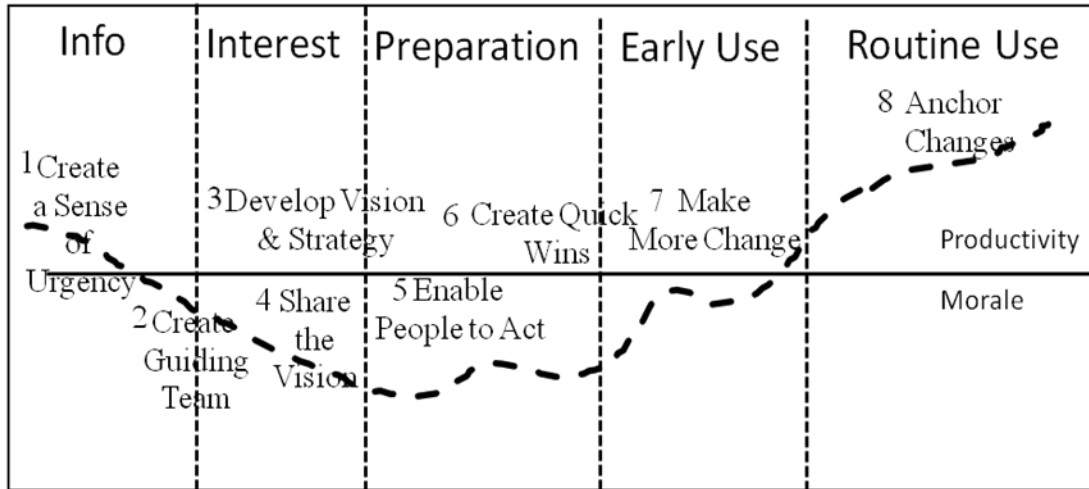 Info
Interest
Preparation
Early Use
Routine Use
1 Create
a Sense
of
Urgency
2 Create
Guiding
Team
3 Develop Vision
& Strategy
4 Share
the
Vision
5 Enable
People to Act
6 Create Quick
Wins
7 Make
More Change
8 Anchor
Changes
Productivity
Morale